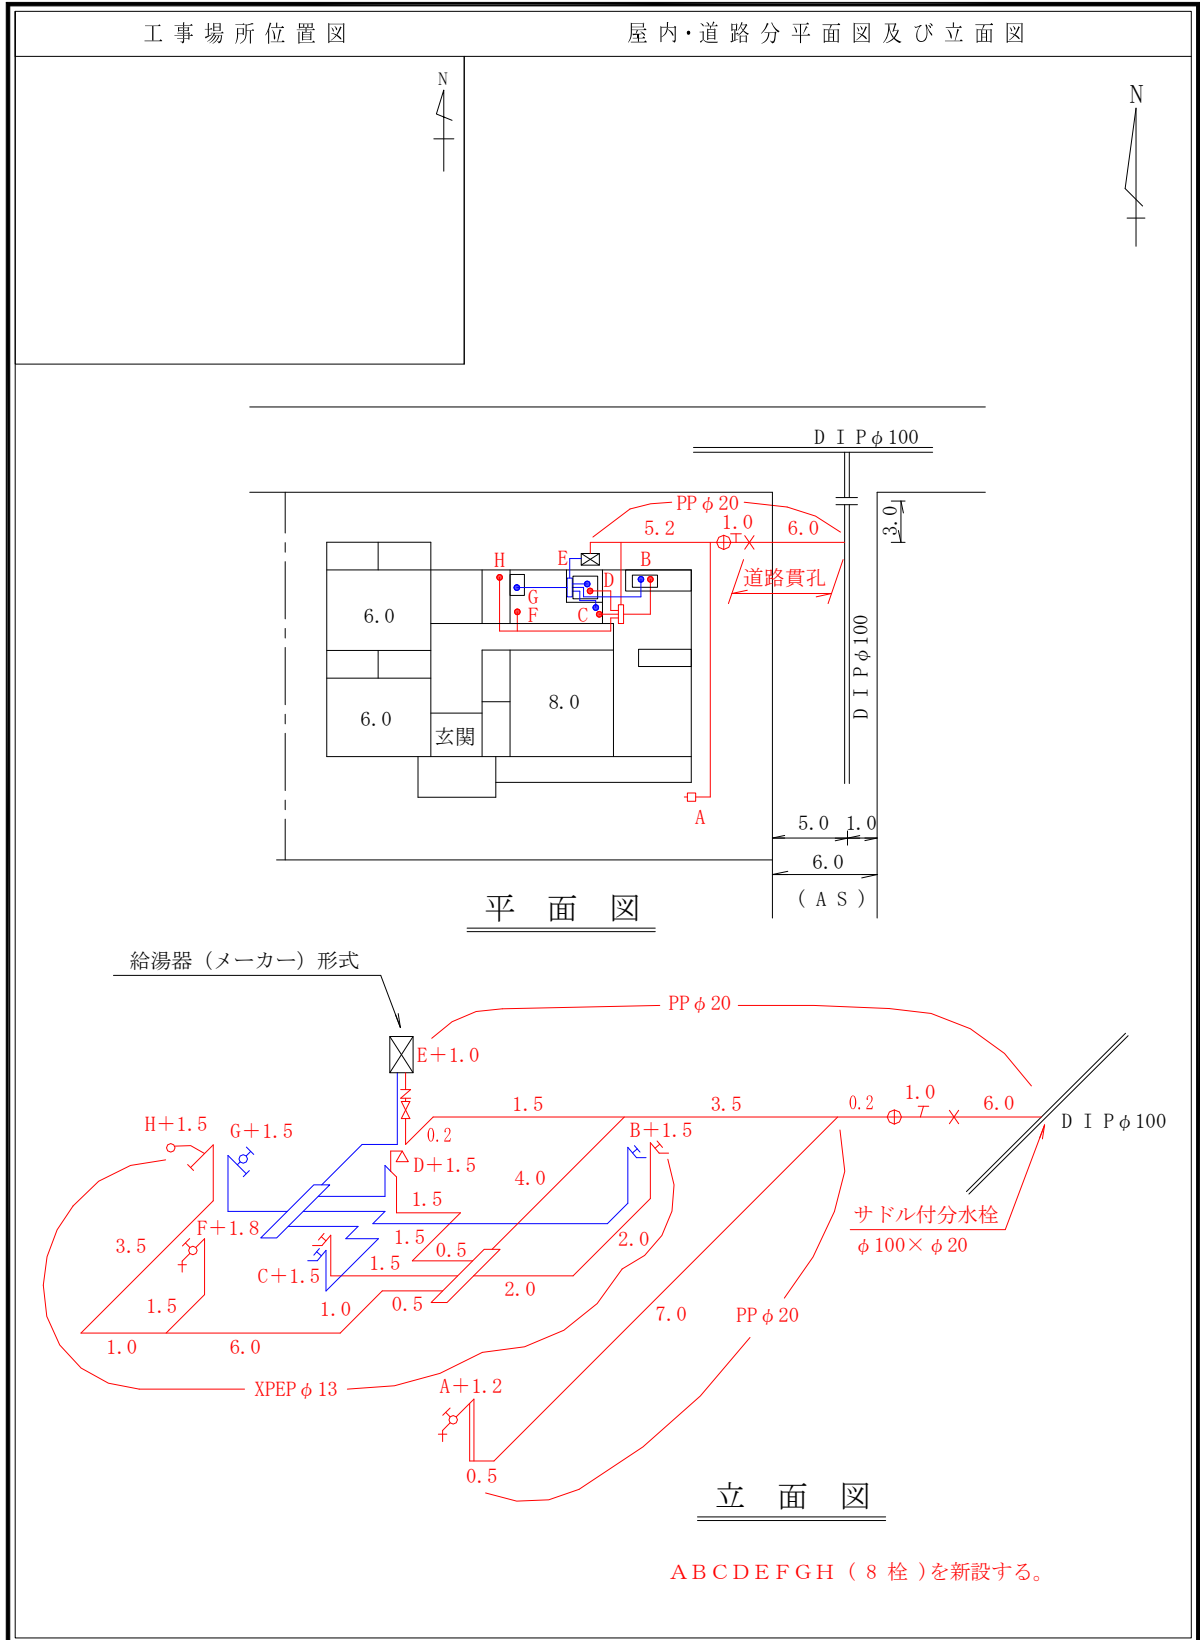 工事場所位置図
屋内・道路分平面図及び立面図
N
N
DIPφ100
PPφ20
5.2
1.0
6.0
3.0
H
E
B
D
G
F
C
道路貫孔
6.0
DIPφ100
8.0
6.0
玄関
A
5.0
1.0
6.0
(AS)
平面図
給湯器(メーカー)形式
PPφ20
E+1.0
1.5
3.5
0.2
1.0
6.0
DIPφ100
H+1.5
G+1.5
0.2
B+1.5
D+1.5
4.0
1.5
F+1.8
サドル付分水栓
φ100×φ20
3.5
1.5
0.5
2.0
C+1.5
1.5
2.0
1.5
1.0
0.5
7.0
PPφ20
1.0
6.0
XPEPφ13
A+1.2
0.5
立面図
ABCDEFGH(8栓)を新設する。